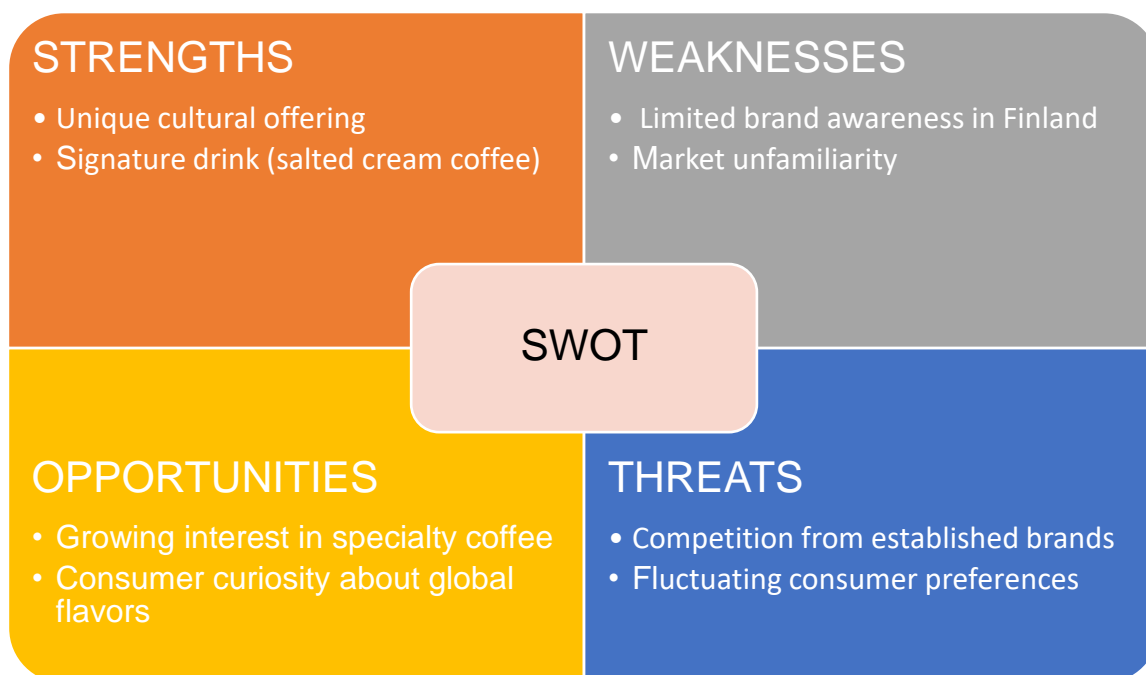 STRENGTHS
• Unique cultural offering
• Signature drink (salted cream coffee)
WEAKNESSES
• Limited brand awareness in Finland
• Market unfamiliarity
SWOT
OPPORTUNITIES
• Growing interest in specialty coffee
• Consumer curiosity about global
flavors
THREATS
• Competition from established brands
• Fluctuating consumer preferences